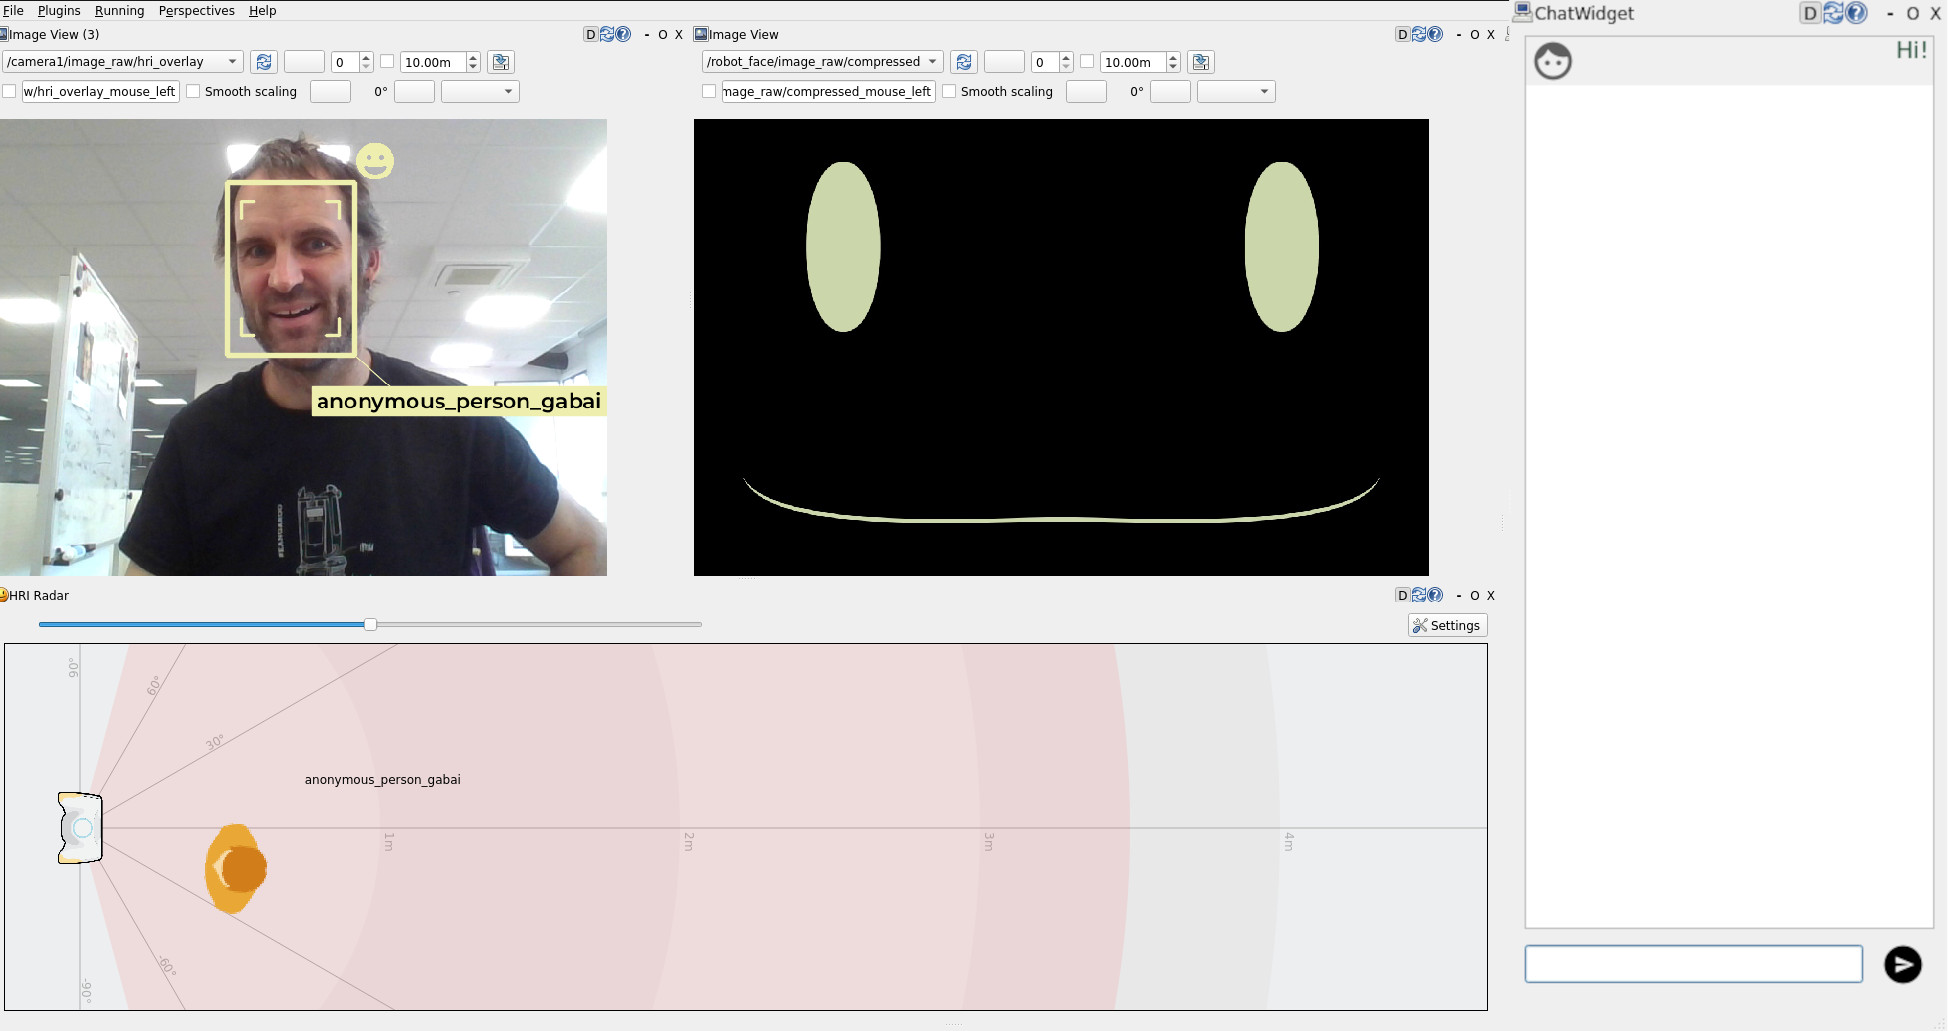 File Plugins Running Perspectives Help
Image View (3) D ? - O X
Image View D ? - O X
ChatWidget D ? - O X
/camera1/image_raw/hri_overlay 0 10.00m
/robot_face/image_raw/compressed 0 10.00m
w/hri_overlay_mouse_left Smooth scaling 0°
mage_raw/compressed_mouse_left Smooth scaling 0°
Hi!
anonymous_person_gabai
HRI Radar D ? - O X
Settings
90°
60°
30°
anonymous_person_gabai
1m 2m 3m 4m
-60°
-90°